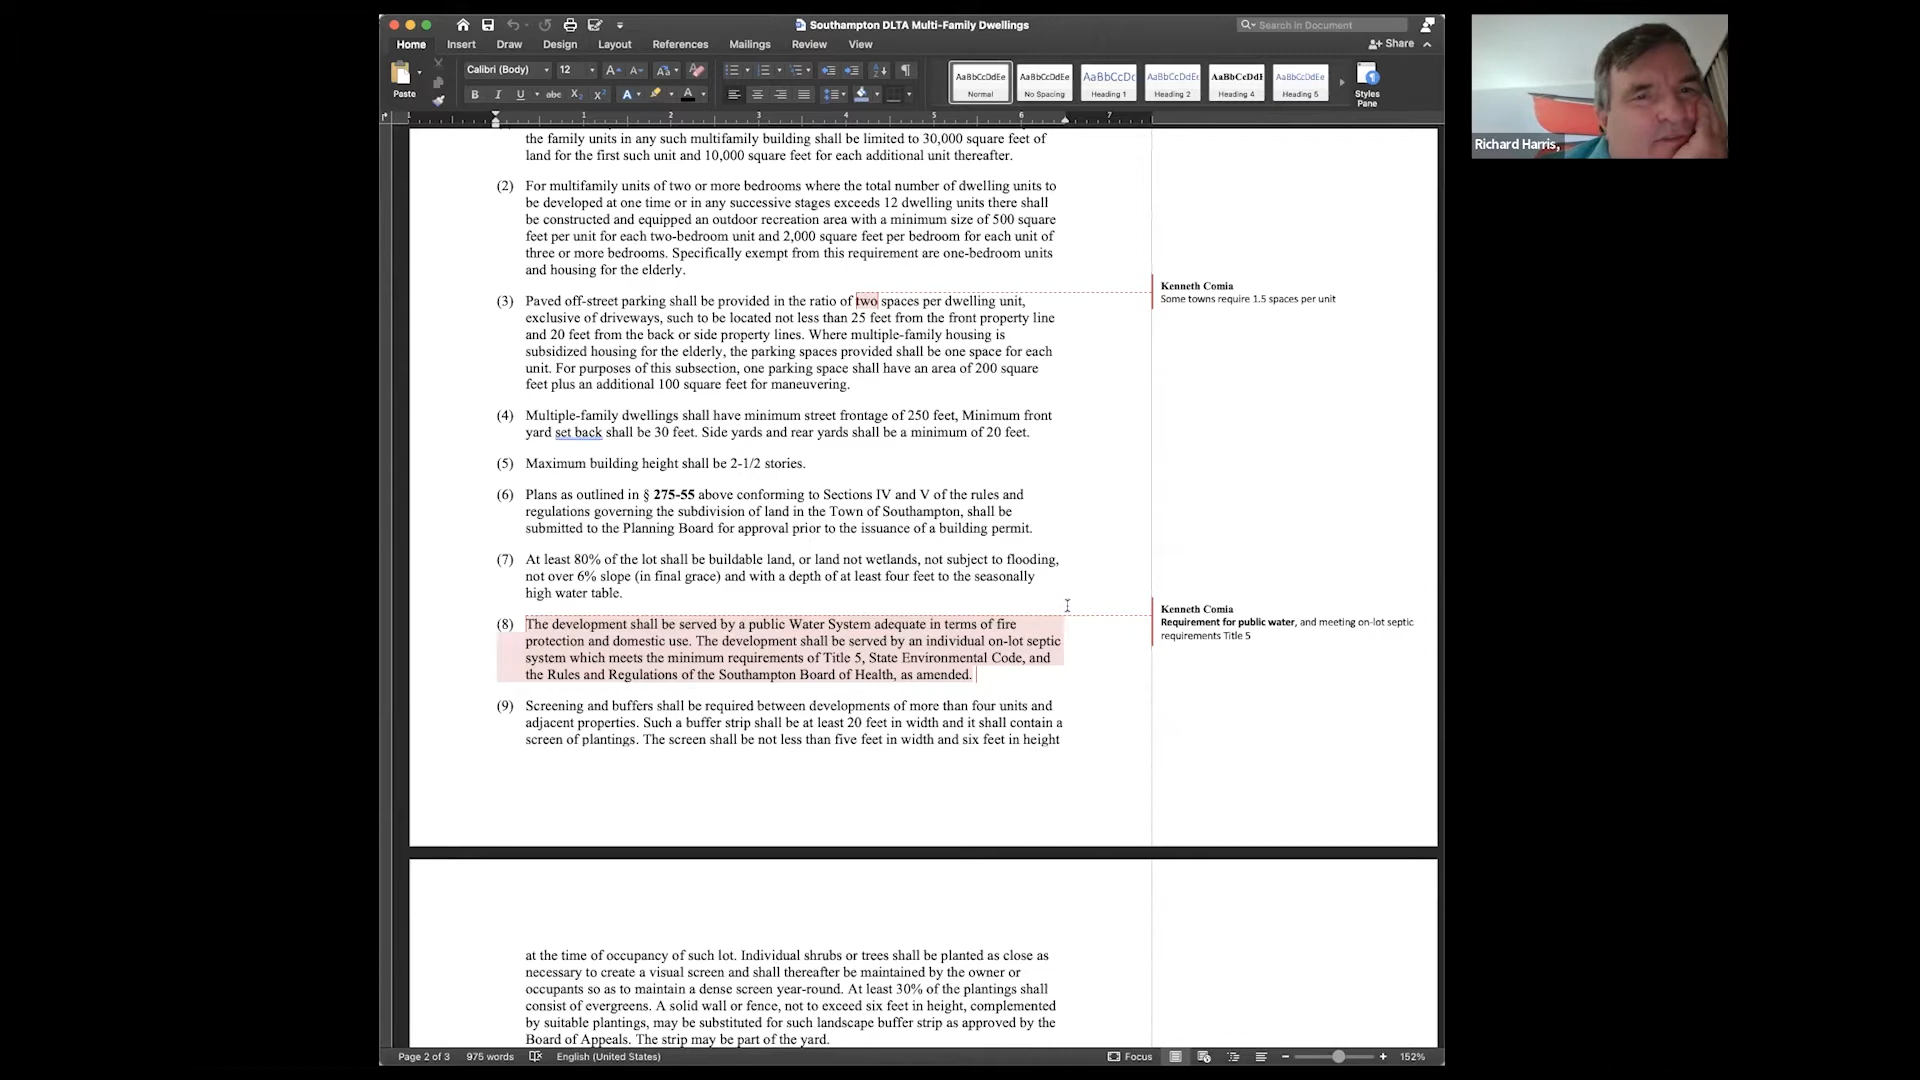 Southampton DLTA Multi-Family Dwellings
Search in Document
Home Insert Draw Design Layout References Mailings Review View
Share
Paste
Calibri (Body) 12
AaBbCcDdEe AaBbCcDdEe AaBbCcDc AaBbCcDdEe AaBbCcDdE AaBbCcDdEe
Normal No Spacing Heading 1 Heading 2 Heading 4 Heading 5
Styles
Pane
1 1 2 3 4 5 6 7
the family units in any such multifamily building shall be limited to 30,000 square feet of
land for the first such unit and 10,000 square feet for each additional unit thereafter.
(2) For multifamily units of two or more bedrooms where the total number of dwelling units to
be developed at one time or in any successive stages exceeds 12 dwelling units there shall
be constructed and equipped an outdoor recreation area with a minimum size of 500 square
feet per unit for each two-bedroom unit and 2,000 square feet per bedroom for each unit of
three or more bedrooms. Specifically exempt from this requirement are one-bedroom units
and housing for the elderly.
(3) Paved off-street parking shall be provided in the ratio of two spaces per dwelling unit,
exclusive of driveways, such to be located not less than 25 feet from the front property line
and 20 feet from the back or side property lines. Where multiple-family housing is
subsidized housing for the elderly, the parking spaces provided shall be one space for each
unit. For purposes of this subsection, one parking space shall have an area of 200 square
feet plus an additional 100 square feet for maneuvering.
(4) Multiple-family dwellings shall have minimum street frontage of 250 feet, Minimum front
yard set back shall be 30 feet. Side yards and rear yards shall be a minimum of 20 feet.
(5) Maximum building height shall be 2-1/2 stories.
(6) Plans as outlined in § 275-55 above conforming to Sections IV and V of the rules and
regulations governing the subdivision of land in the Town of Southampton, shall be
submitted to the Planning Board for approval prior to the issuance of a building permit.
(7) At least 80% of the lot shall be buildable land, or land not wetlands, not subject to flooding,
not over 6% slope (in final grace) and with a depth of at least four feet to the seasonally
high water table.
(8) The development shall be served by a public Water System adequate in terms of fire
protection and domestic use. The development shall be served by an individual on-lot septic
system which meets the minimum requirements of Title 5, State Environmental Code, and
the Rules and Regulations of the Southampton Board of Health, as amended.
(9) Screening and buffers shall be required between developments of more than four units and
adjacent properties. Such a buffer strip shall be at least 20 feet in width and it shall contain a
screen of plantings. The screen shall be not less than five feet in width and six feet in height
at the time of occupancy of such lot. Individual shrubs or trees shall be planted as close as
necessary to create a visual screen and shall thereafter be maintained by the owner or
occupants so as to maintain a dense screen year-round. At least 30% of the plantings shall
consist of evergreens. A solid wall or fence, not to exceed six feet in height, complemented
by suitable plantings, may be substituted for such landscape buffer strip as approved by the
Board of Appeals. The strip may be part of the yard.
Kenneth Comia
Some towns require 1.5 spaces per unit
Kenneth Comia
Requirement for public water, and meeting on-lot septic
requirements Title 5
Page 2 of 3 975 words English (United States) Focus 152%
Richard Harris,